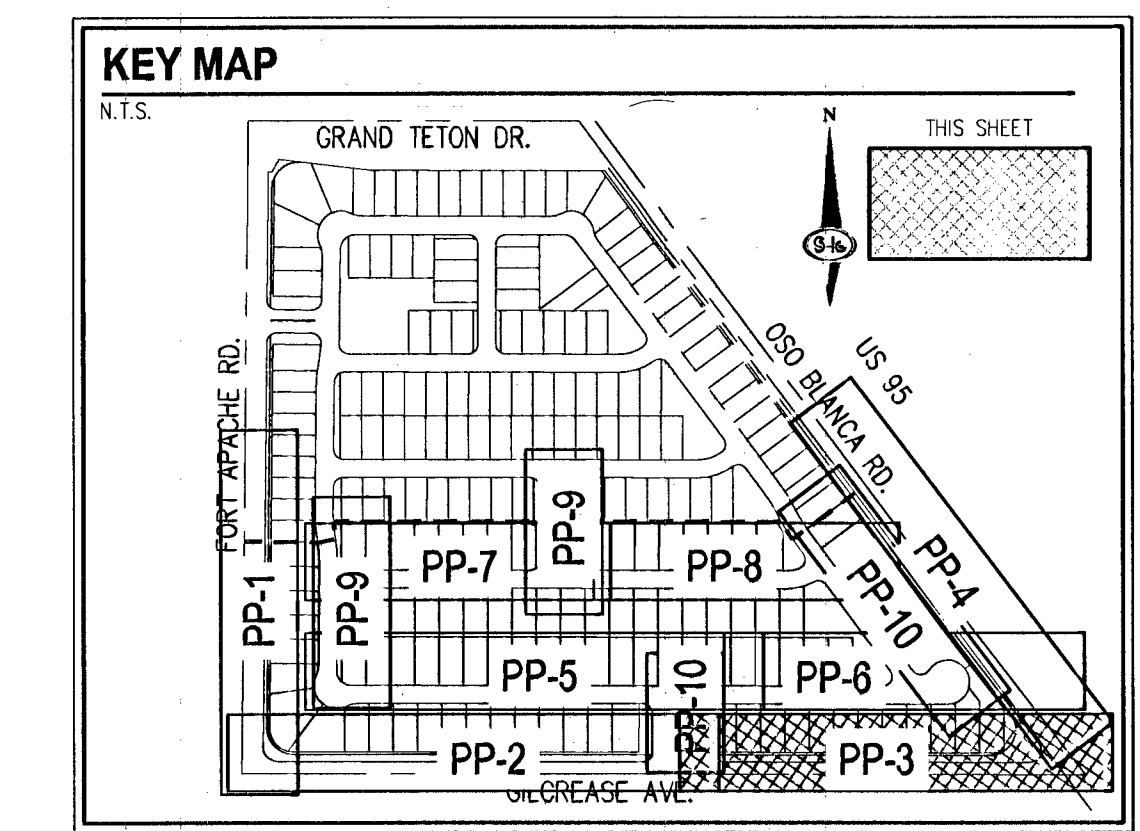 KEY MAP
N.T.S.
GRAND TETON DR.
N
THIS SHEET
FORT APACHE RD.
OSO BLANCA RD.
US 95
PP-1
PP-9
PP-7
PP-9
PP-8
PP-10
PP-4
PP-5
PP-10
PP-6
PP-2
PP-3
GILCREASE AVE.